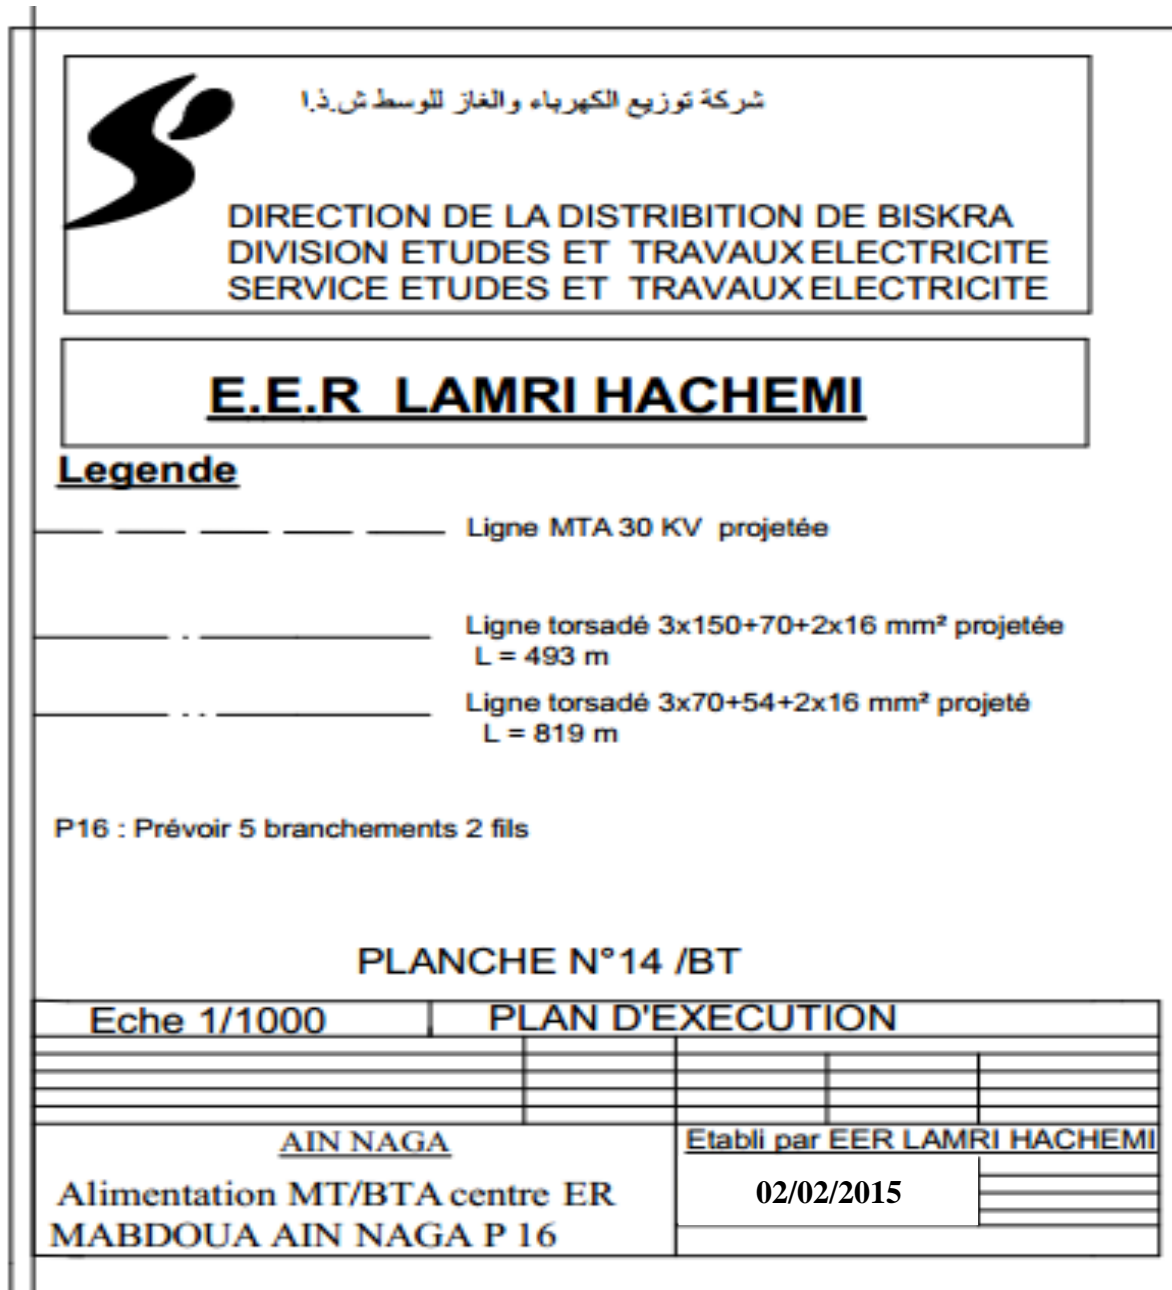 شركة توزيع الكهرباء والغاز للوسط ش.ذ.ا
DIRECTION DE LA DISTRIBITION DE BISKRA
DIVISION ETUDES ET TRAVAUX ELECTRICITE
SERVICE ETUDES ET TRAVAUX ELECTRICITE
E.E.R LAMRI HACHEMI
Legende
Ligne MTA 30 KV projetée
Ligne torsadé 3x150+70+2x16 mm² projetée
L = 493 m
Ligne torsadé 3x70+54+2x16 mm² projeté
L = 819 m
P16 : Prévoir 5 branchements 2 fils
PLANCHE N°14 /BT
Eche 1/1000 PLAN D'EXECUTION
AIN NAGA
Alimentation MT/BTA centre ER
MABDOUA AIN NAGA P 16
Etabli par EER LAMRI HACHEMI
02/02/2015